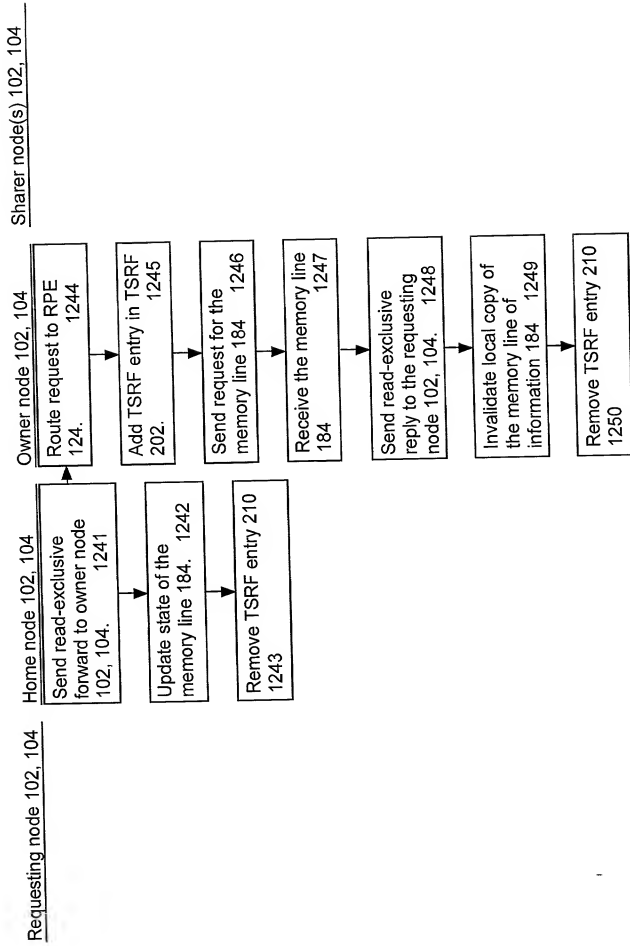 Requesting node 102, 104
Home node 102, 104
Send read-exclusive
forward to owner node
102, 104. 1241
Update state of the
memory line 184. 1242
Remove TSRF entry 210
1243
Owner node 102, 104
Route request to RPE
124. 1244
Add TSRF entry in TSRF
202. 1245
Send request for the
memory line 184 1246
Receive the memory line
184 1247
Send read-exclusive
reply to the requesting
node 102, 104. 1248
Invalidate local copy of
the memory line of
information 184 1249
Remove TSRF entry 210
1250
Sharer node(s) 102, 104